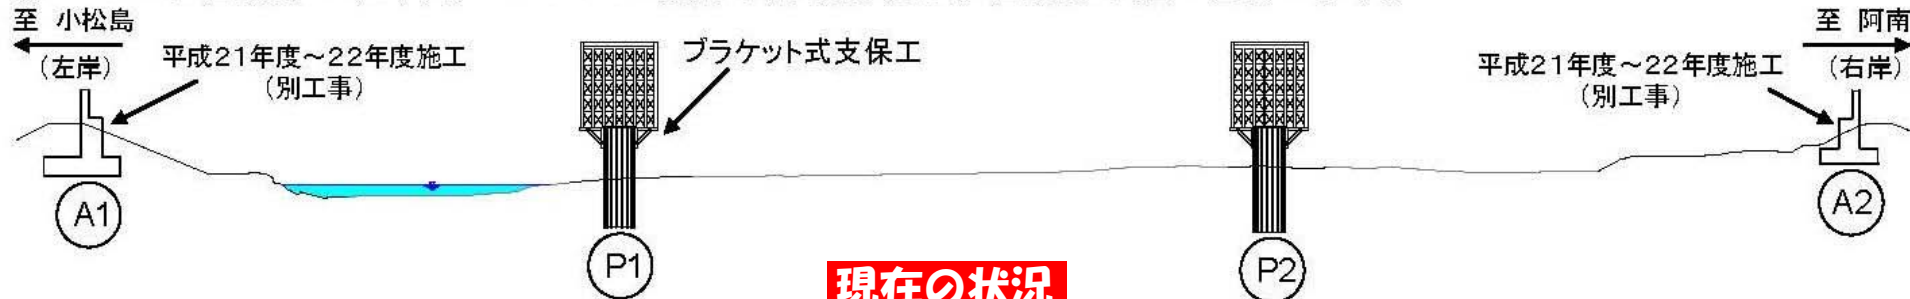 至 小松島
(左岸)
平成21年度～22年度施工
(別工事)
ブラケット式支保工
平成21年度～22年度施工
(別工事)
至 阿南
(右岸)
A1
P1
P2
A2
現在の状況